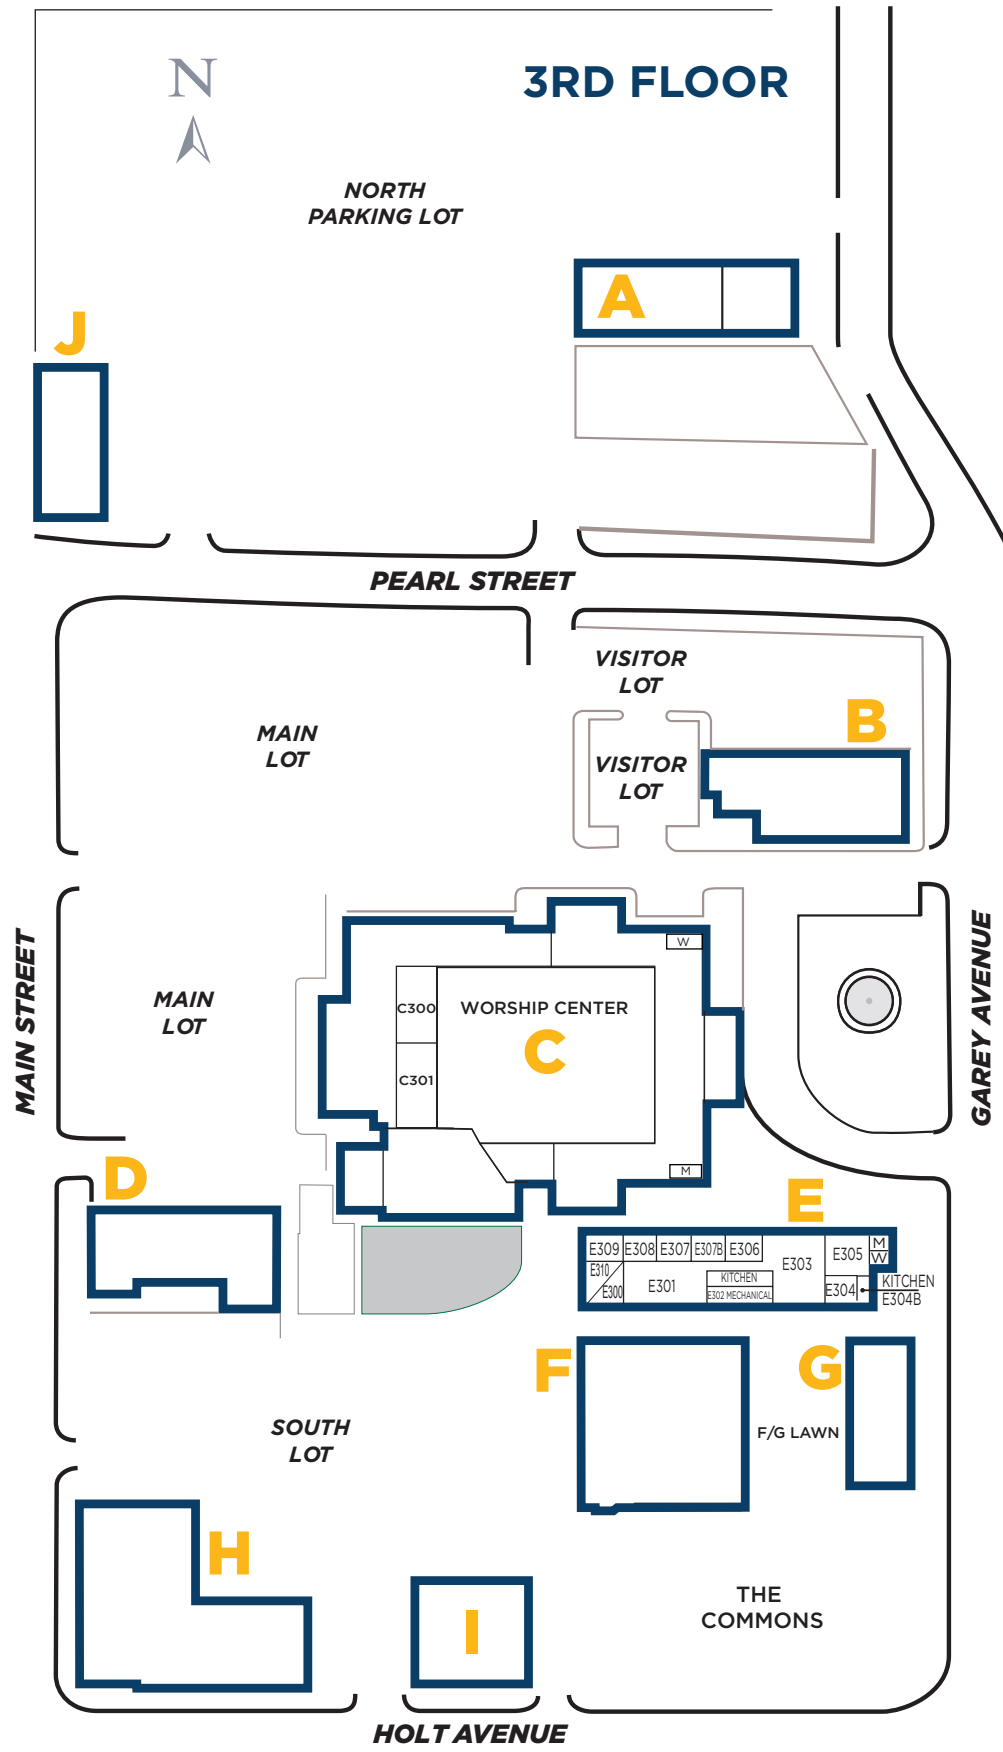 N
3RD FLOOR
NORTH
PARKING LOT
A
J
PEARL STREET
VISITOR
LOT
MAIN
LOT
B
VISITOR
LOT
MAIN STREET
GAREY AVENUE
W
MAIN
LOT
C300
WORSHIP CENTER
C
C301
M
D
E
E309
E308
E307
E307B
E306
E303
E305
M
W
E310
E300
E301
KITCHEN
E302 MECHANICAL
E304
KITCHEN
E304B
F
G
F/G LAWN
SOUTH
LOT
H
I
THE
COMMONS
HOLT AVENUE